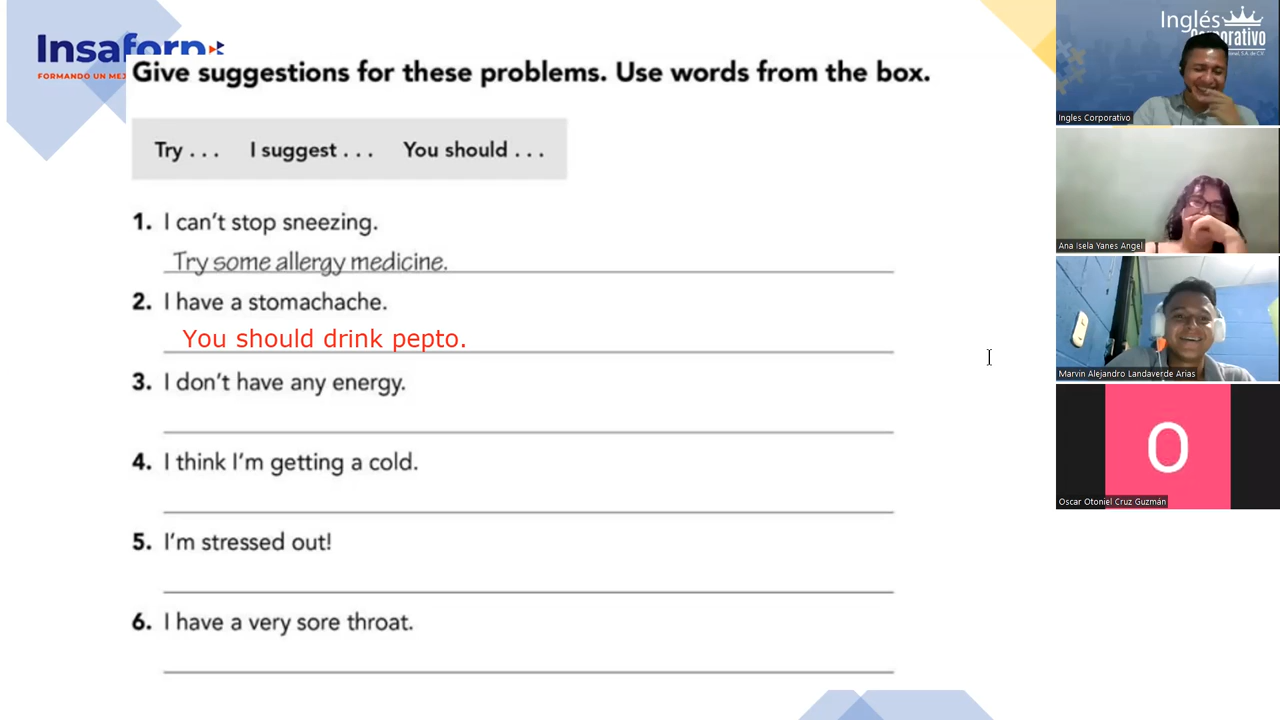 Insaforp
FORMANDO UN MEJ
Give suggestions for these problems. Use words from the box.
Try . . . I suggest . . . You should . . .
1. I can't stop sneezing.
Try some allergy medicine.
2. I have a stomachache.
You should drink pepto.
3. I don't have any energy.
4. I think I'm getting a cold.
5. I'm stressed out!
6. I have a very sore throat.
Inglés
Corporativo
Ingles Corporativo
Ana Isela Yanes Angel
Marvin Alejandro Landaverde Arias
O
Oscar Otoniel Cruz Guzmán